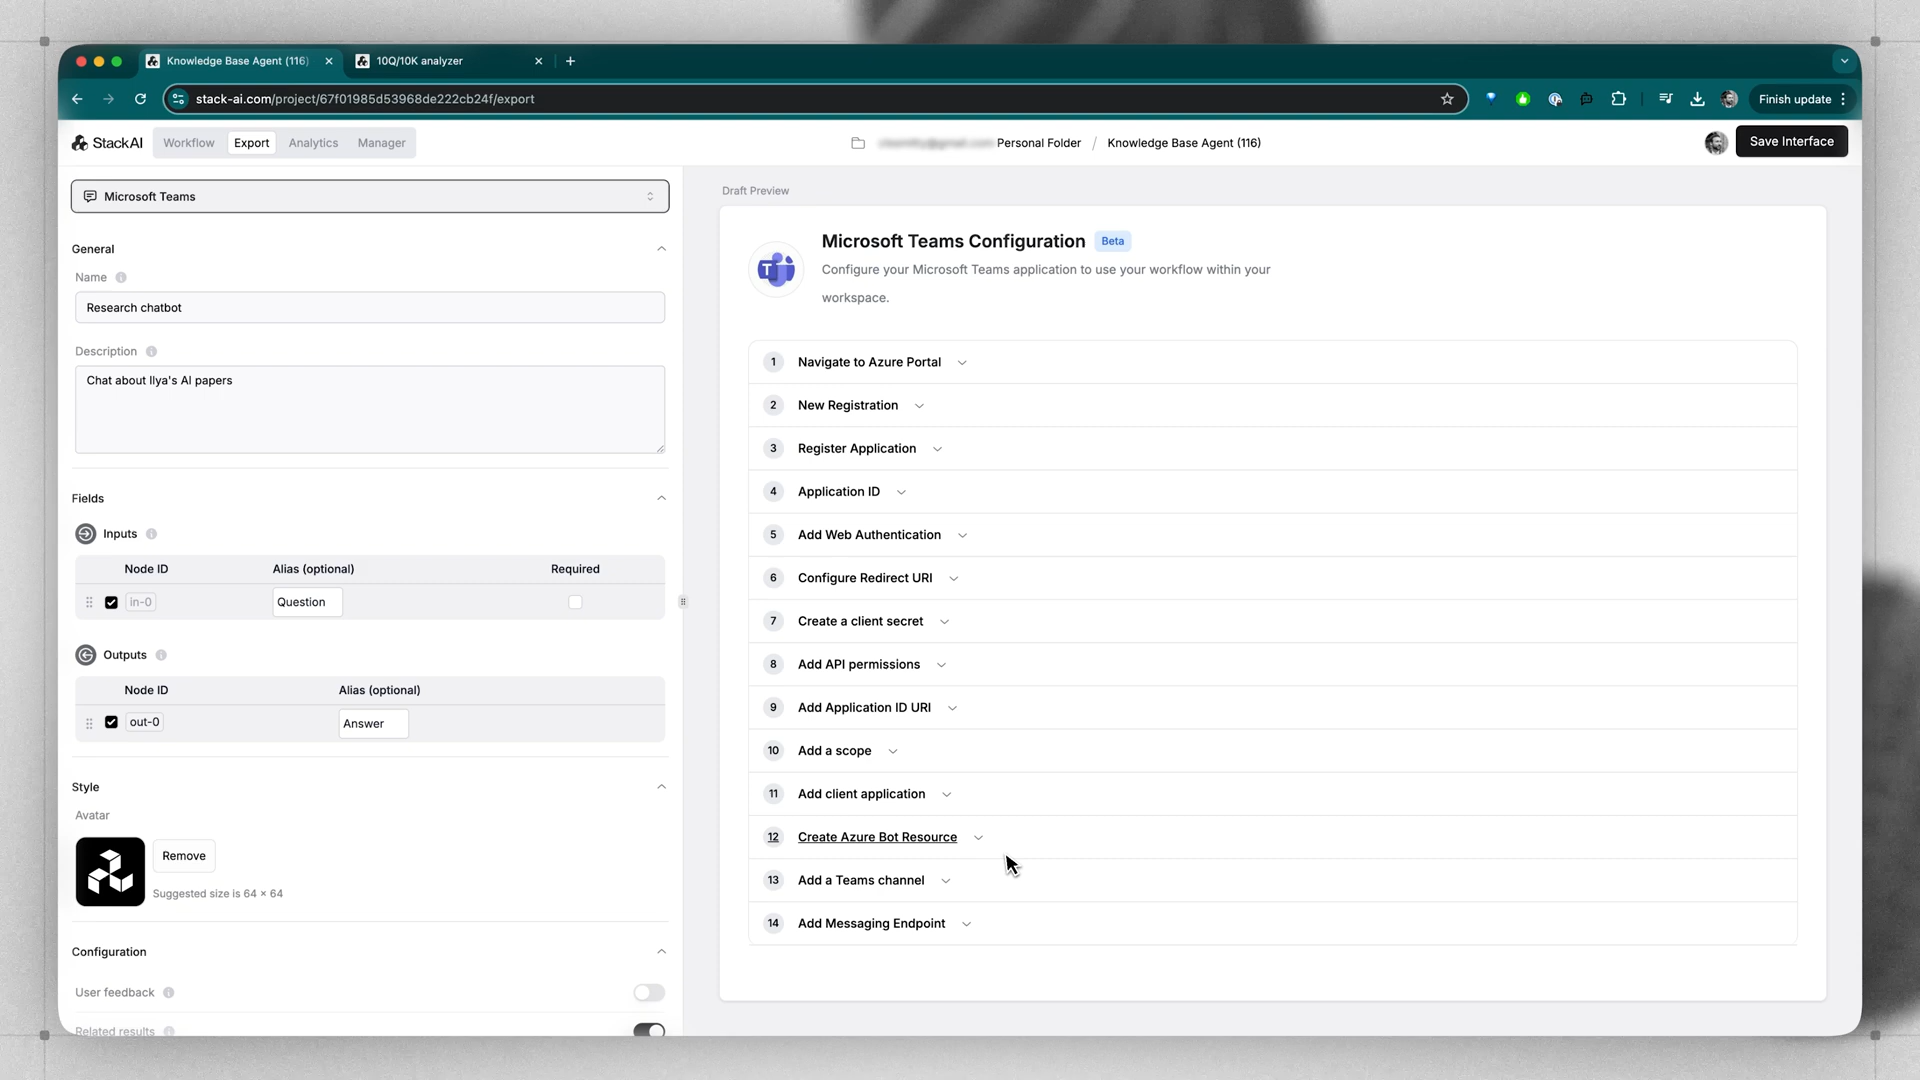 Knowledge Base Agent (116)
10Q/10K analyzer
stack-ai.com/project/67f01985d53968de222cb24f/export
Finish update
StackAI
Workflow
Export
Analytics
Manager
Personal Folder / Knowledge Base Agent (116)
Save Interface
Microsoft Teams
General
Name
Research chatbot
Description
Chat about Ilya's AI papers
Fields
Inputs
Node ID
Alias (optional)
Required
in-0
Question
Outputs
Node ID
Alias (optional)
out-0
Answer
Style
Avatar
Remove
Suggested size is 64 × 64
Configuration
User feedback
Related results
Draft Preview
Microsoft Teams Configuration Beta
Configure your Microsoft Teams application to use your workflow within your
workspace.
1 Navigate to Azure Portal
2 New Registration
3 Register Application
4 Application ID
5 Add Web Authentication
6 Configure Redirect URI
7 Create a client secret
8 Add API permissions
9 Add Application ID URI
10 Add a scope
11 Add client application
12 Create Azure Bot Resource
13 Add a Teams channel
14 Add Messaging Endpoint